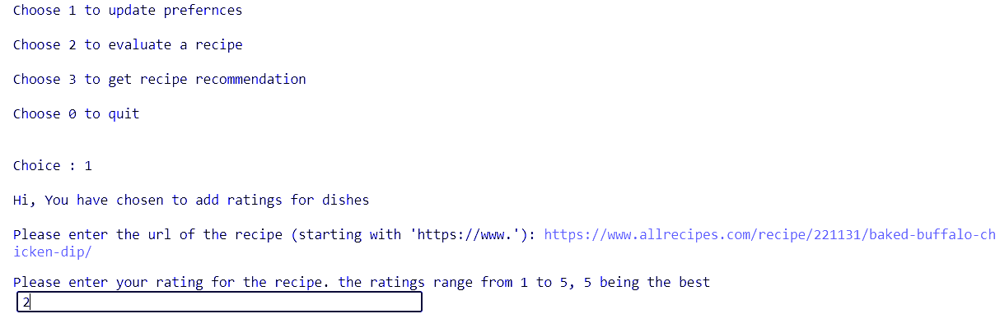 Choose 1 to update prefernces
Choose 2 to evaluate a recipe
Choose 3 to get recipe recommendation
Choose 0 to quit
Choice : 1
Hi, You have chosen to add ratings for dishes
Please enter the url of the recipe (starting with 'https://www.'): https://www.allrecipes.com/recipe/221131/baked-buffalo-ch
icken-dip/
Please enter your rating for the recipe. the ratings range from 1 to 5, 5 being the best
2